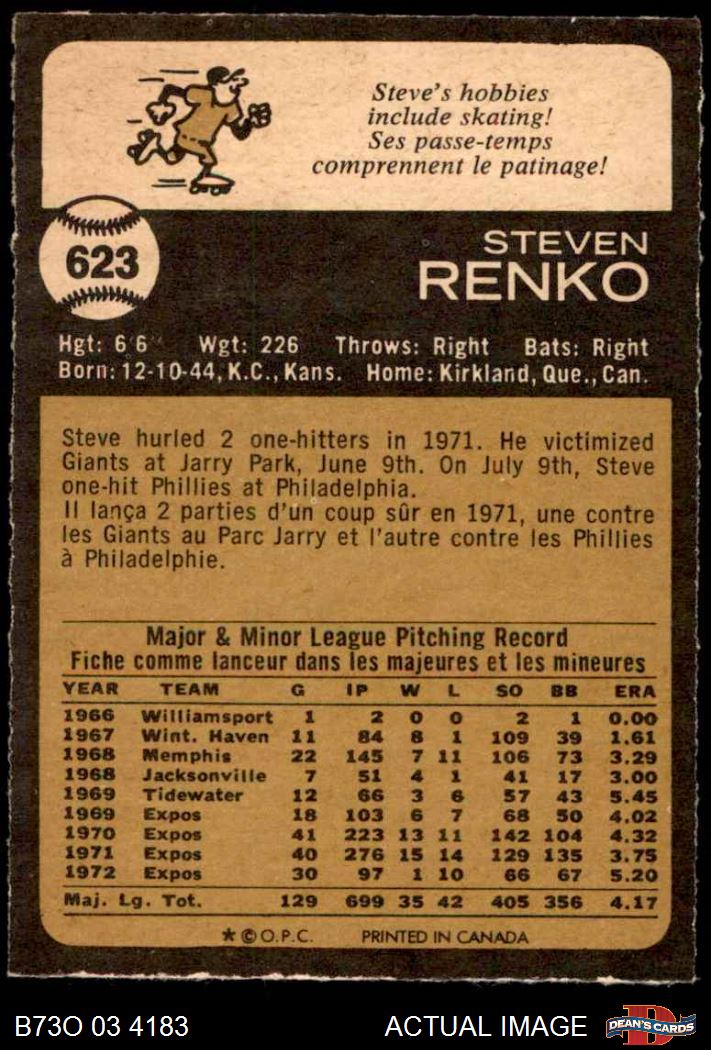 Steve's hobbies
include skating!
Ses passe-temps
comprennent le patinage!
623
STEVEN
RENKO
Hgt: 6'6" Wgt: 226 Throws: Right Bats: Right
Born: 12-10-44, K.C., Kans. Home: Kirkland, Que., Can.
Steve hurled 2 one-hitters in 1971. He victimized
Giants at Jarry Park, June 9th. On July 9th, Steve
one-hit Phillies at Philadelphia.
Il lança 2 parties d'un coup sûr en 1971, une contre
les Giants au Parc Jarry et l'autre contre les Phillies
à Philadelphie.
Major & Minor League Pitching Record
Fiche comme lanceur dans les majeures et les mineures
YEAR TEAM G IP W L SO BB ERA
1966 Williamsport 1 2 0 0 2 1 0.00
1967 Wint. Haven 11 84 8 1 109 39 1.61
1968 Memphis 22 145 7 11 106 73 3.29
1968 Jacksonville 7 51 4 1 41 17 3.00
1969 Tidewater 12 66 3 6 57 43 5.45
1969 Expos 18 103 6 7 68 50 4.02
1970 Expos 41 223 13 11 142 104 4.32
1971 Expos 40 276 15 14 129 135 3.75
1972 Expos 30 97 1 10 66 67 5.20
Maj. Lg. Tot. 129 699 35 42 405 356 4.17
* © O.P.C. PRINTED IN CANADA
B73O 03 4183 ACTUAL IMAGE D DEAN'S CARDS